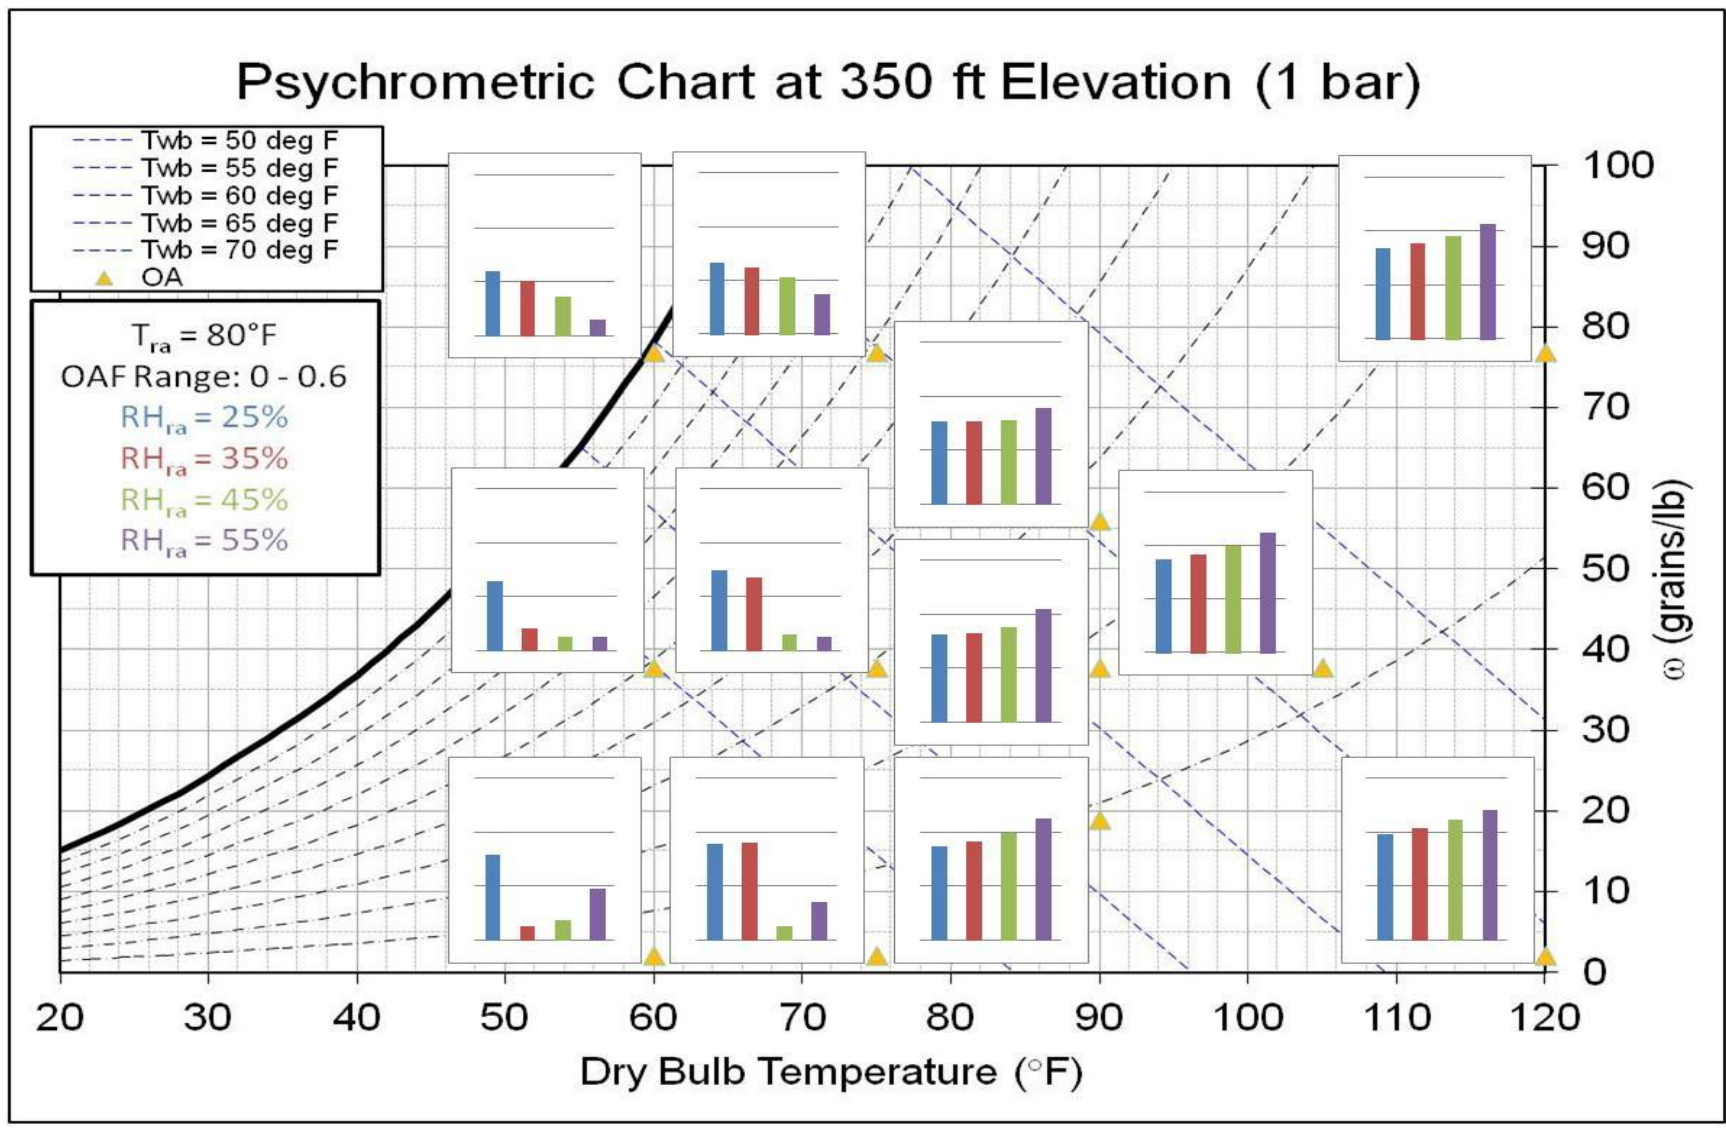 Psychrometric Chart at 350 ft Elevation (1 bar)
Twb = 50 deg F
Twb = 55 deg F
Twb = 60 deg F
Twb = 65 deg F
Twb = 70 deg F
OA
Tra = 80°F
OAF Range: 0 - 0.6
RHra = 25%
RHra = 35%
RHra = 45%
RHra = 55%
100
90
80
70
60
50
40
30
20
10
0
ω (grains/lb)
20 30 40 50 60 70 80 90 100 110 120
Dry Bulb Temperature (°F)